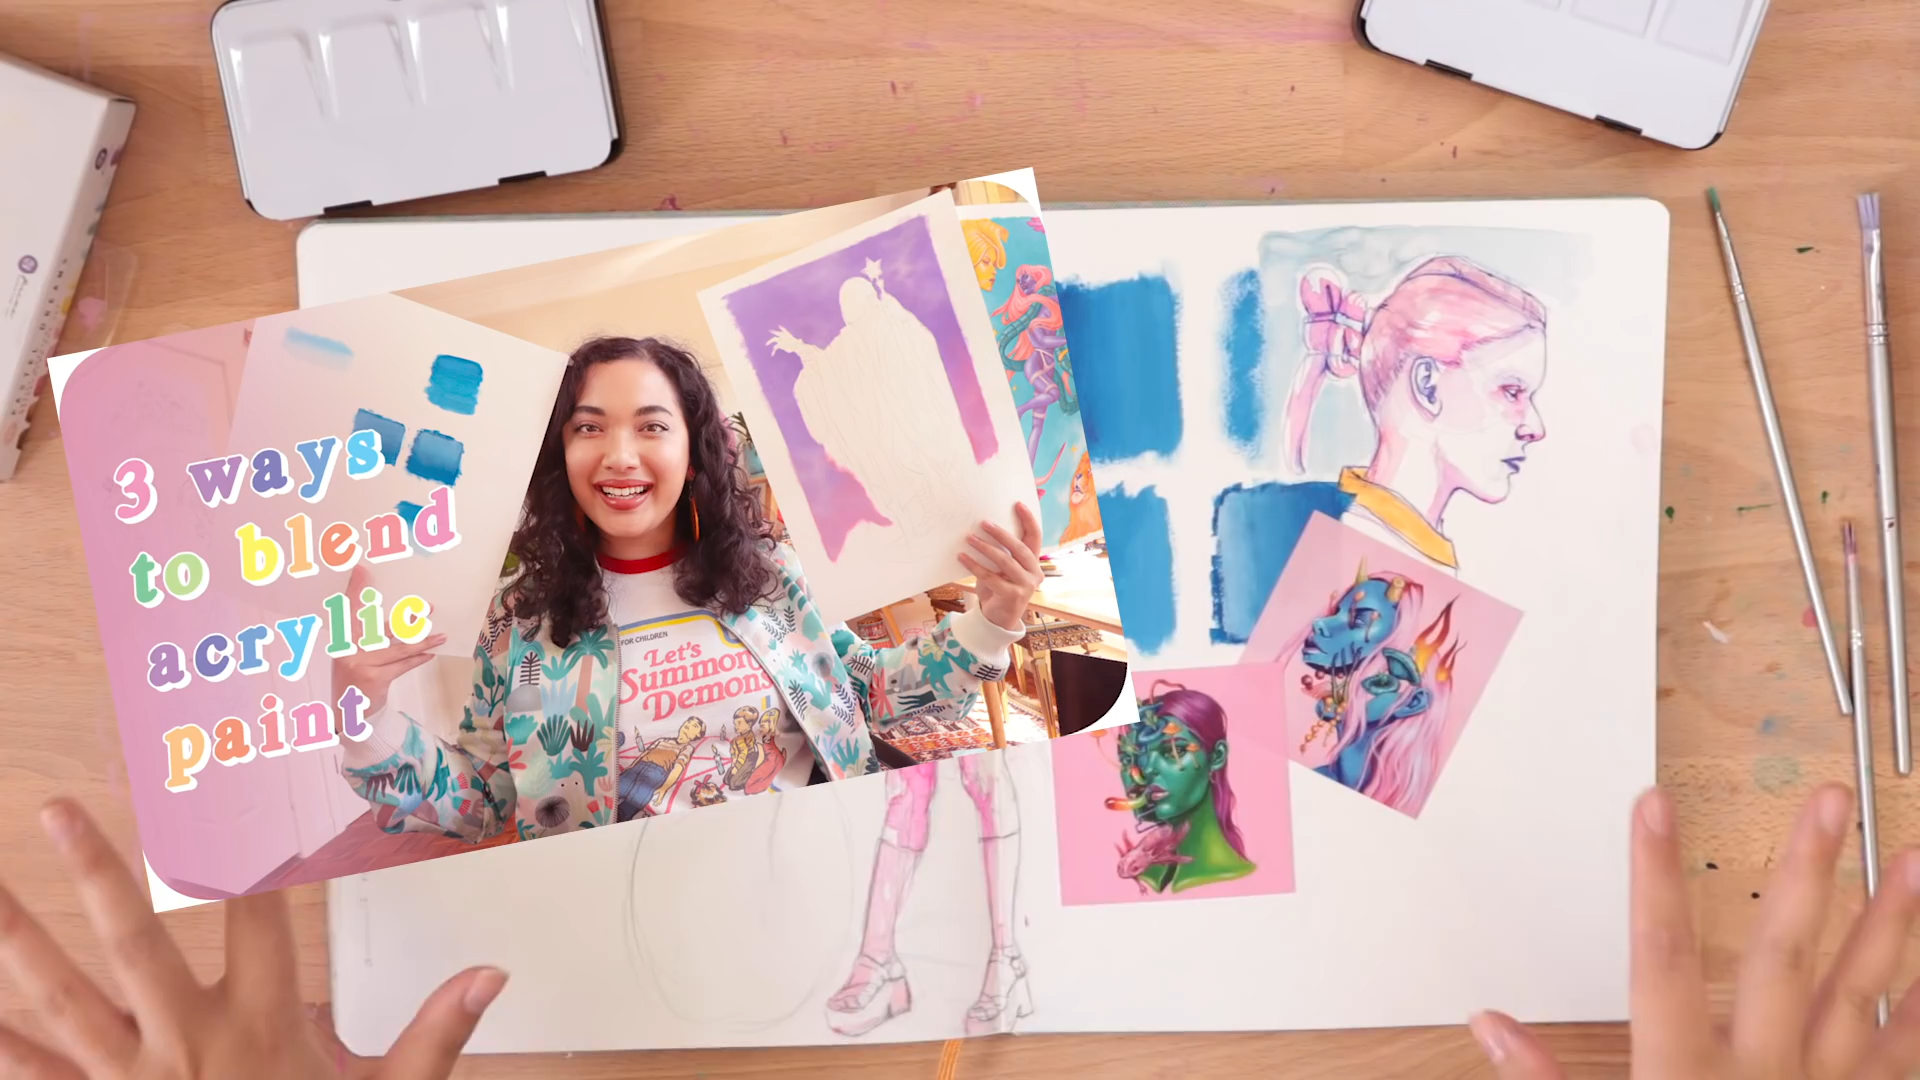 3 ways
to blend
acrylic
paint
FOR CHILDREN
Let's
Summon
Demons